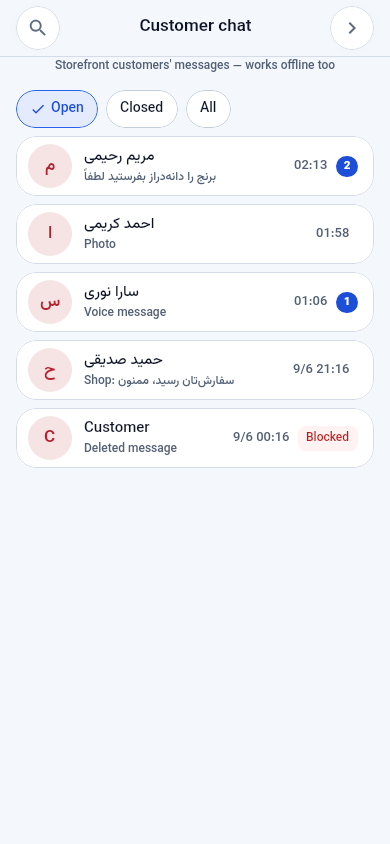 Customer chat
Storefront customers' messages — works offline too
Open
Closed
All
م
مریم رحیمی
برنج را دانه‌دراز بفرستید لطفاً
02:13
2
ا
احمد کریمی
Photo
01:58
س
سارا نوری
Voice message
01:06
1
ح
حمید صدیقی
Shop: سفارش‌تان رسید، ممنون
9/6 21:16
C
Customer
Deleted message
9/6 00:16
Blocked